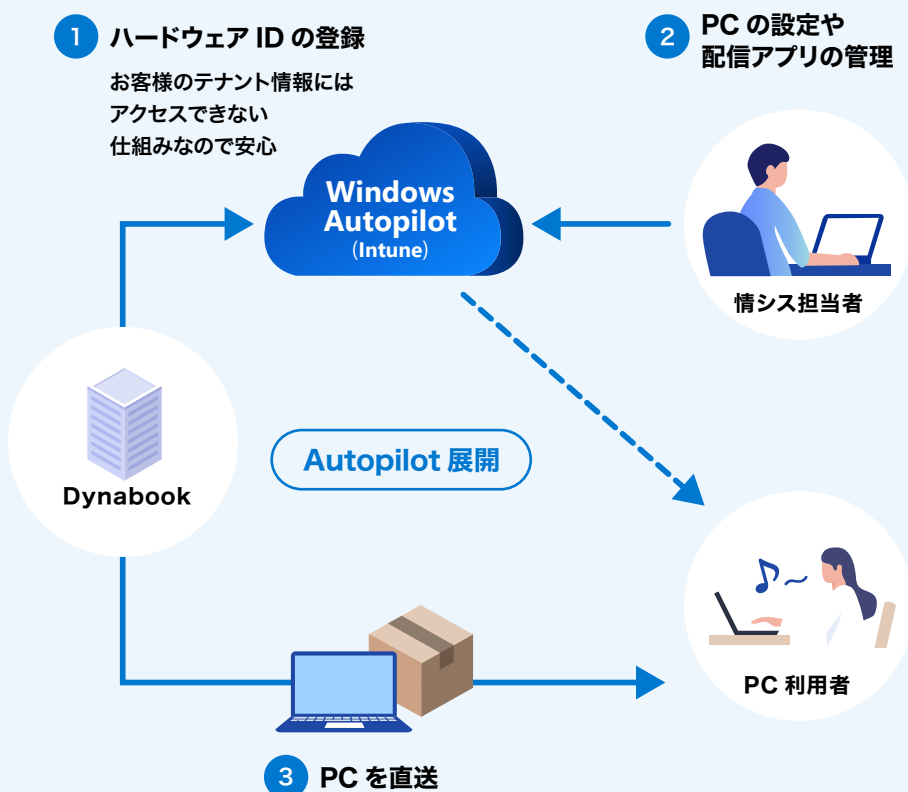 1 ハードウェア ID の登録
お客様のテナント情報には
アクセスできない
仕組みなので安心
2 PC の設定や
配信アプリの管理
Windows
Autopilot
(Intune)
情シス担当者
Dynabook
Autopilot 展開
PC 利用者
3 PC を直送